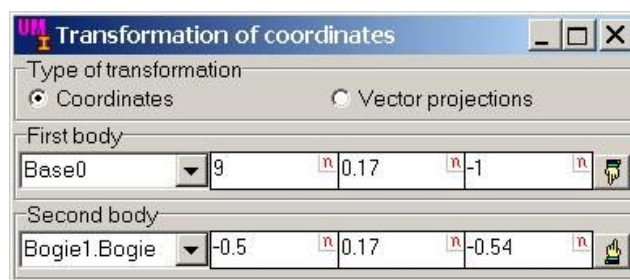 UM I Transformation of coordinates
Type of transformation
Coordinates Vector projections
First body
Base0 9 n 0.17 n -1 n
Second body
Bogie1.Bogie -0.5 n 0.17 n -0.54 n